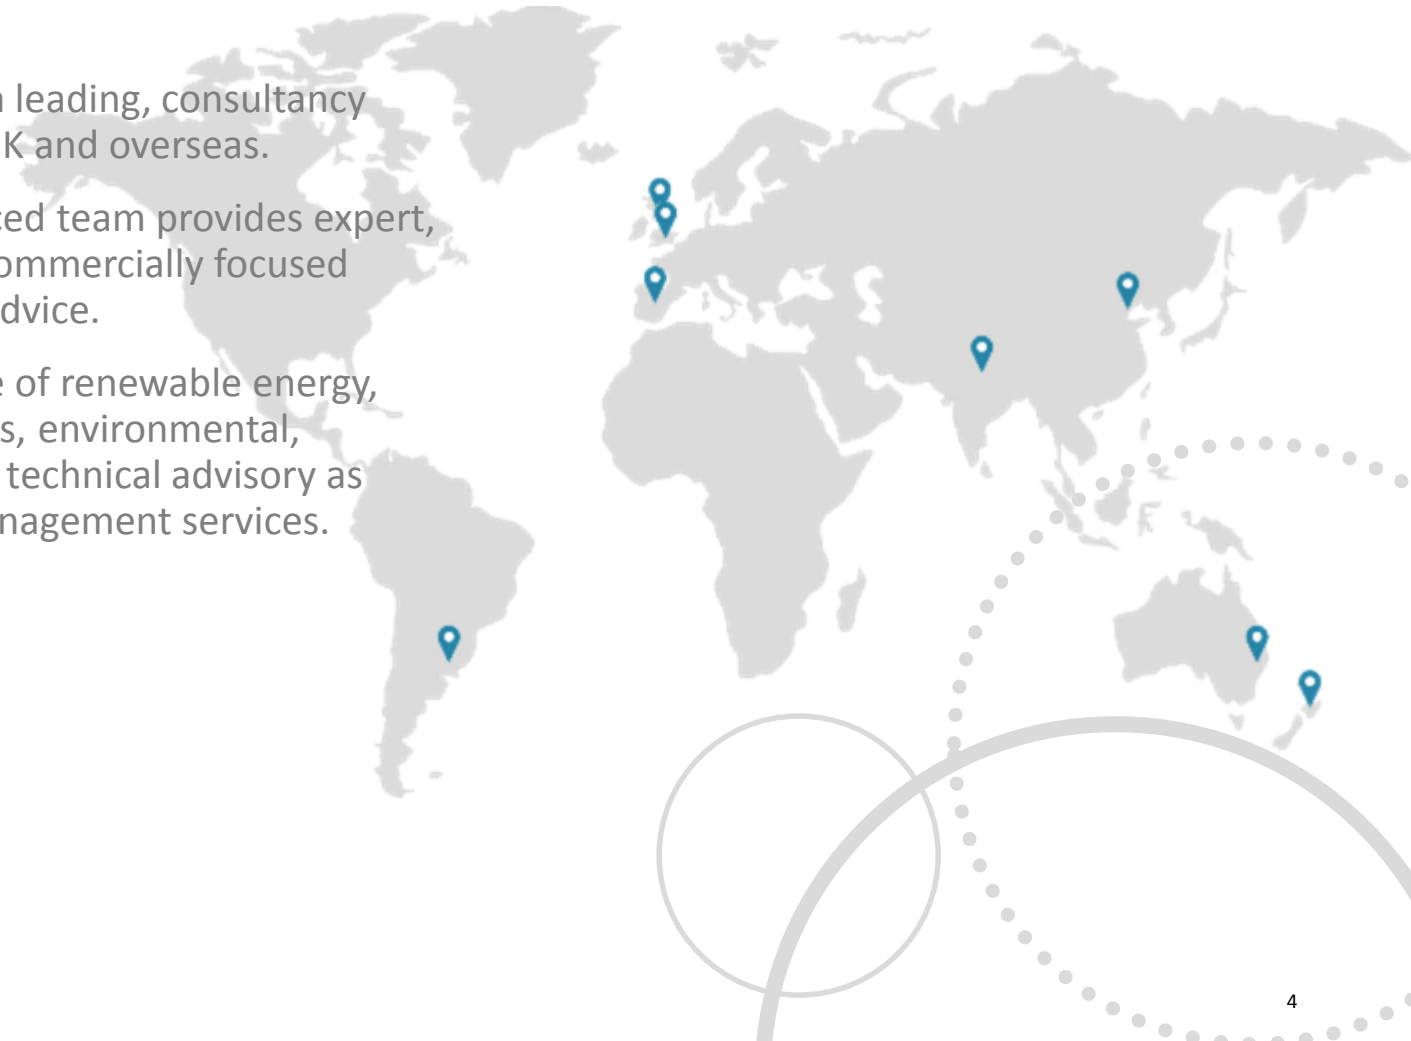 leading, consultancy
K and overseas.
ced team provides expert,
ommercially focused
dvice.
e of renewable energy,
s, environmental,
technical advisory as
nagement services.
4